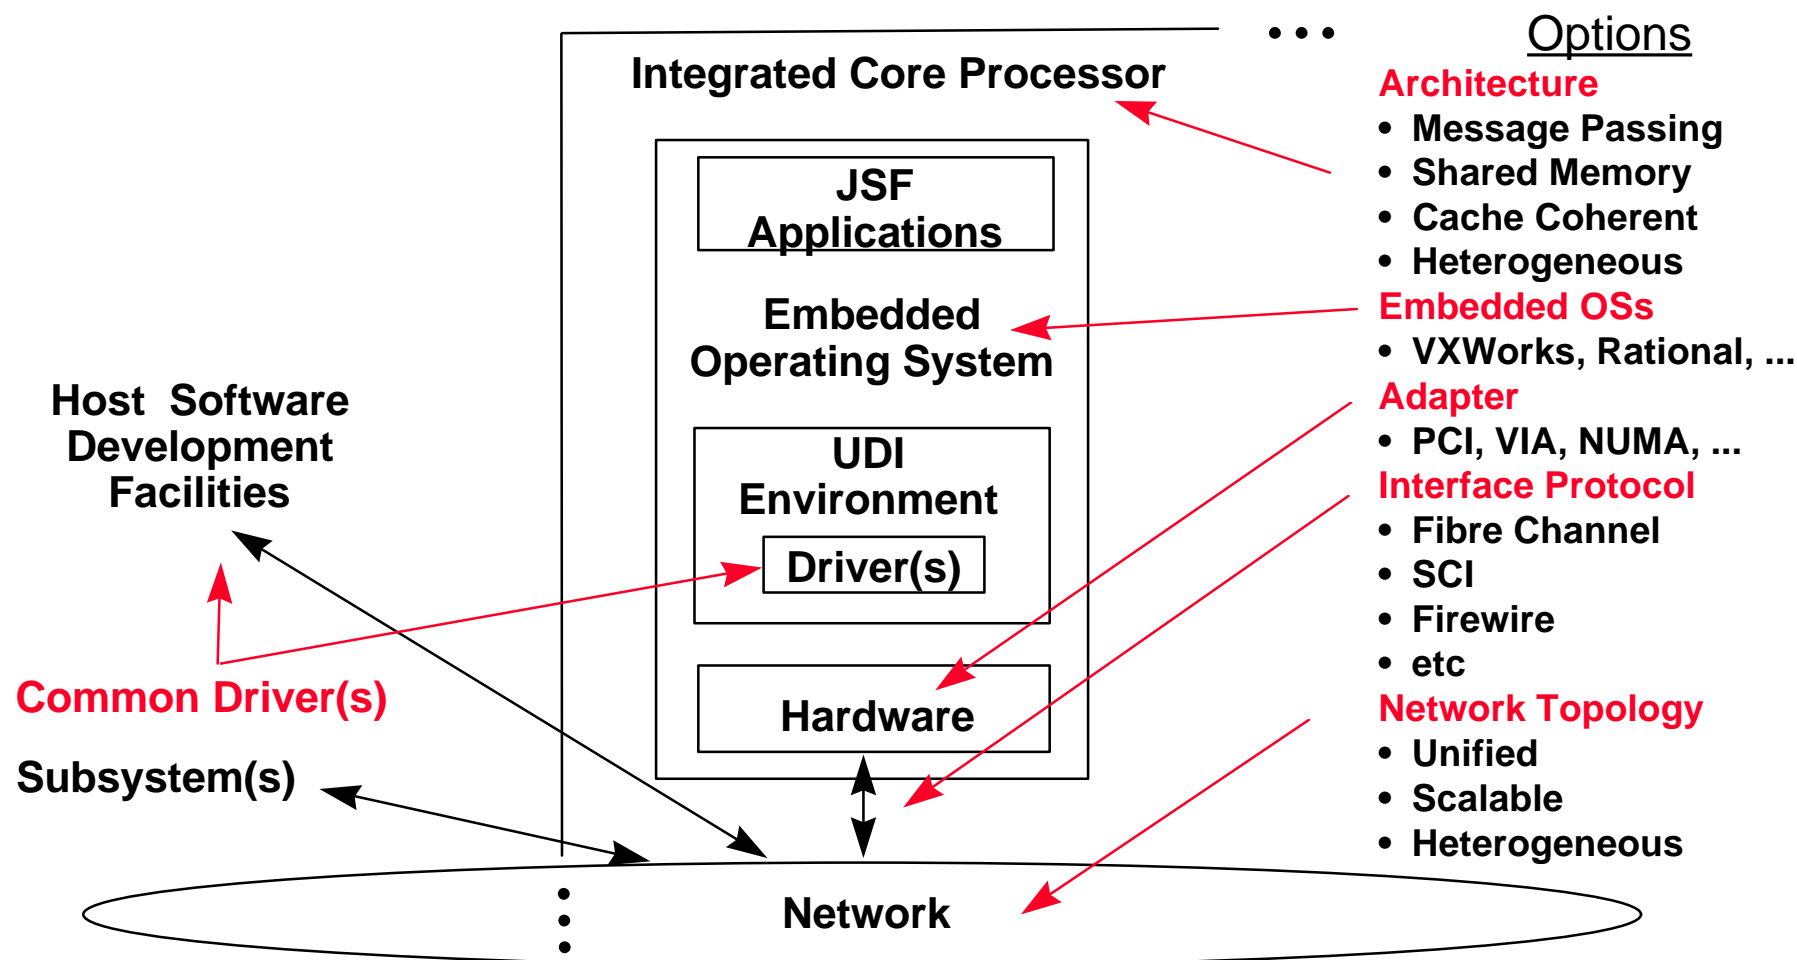 Integrated Core Processor
JSF
Applications
Embedded
Operating System
UDI
Environment
Driver(s)
Hardware
Host Software
Development
Facilities
Common Driver(s)
Subsystem(s)
Network
Options
Architecture
• Message Passing
• Shared Memory
• Cache Coherent
• Heterogeneous
Embedded OSs
• VXWorks, Rational, ...
Adapter
• PCI, VIA, NUMA, ...
Interface Protocol
• Fibre Channel
• SCI
• Firewire
• etc
Network Topology
• Unified
• Scalable
• Heterogeneous